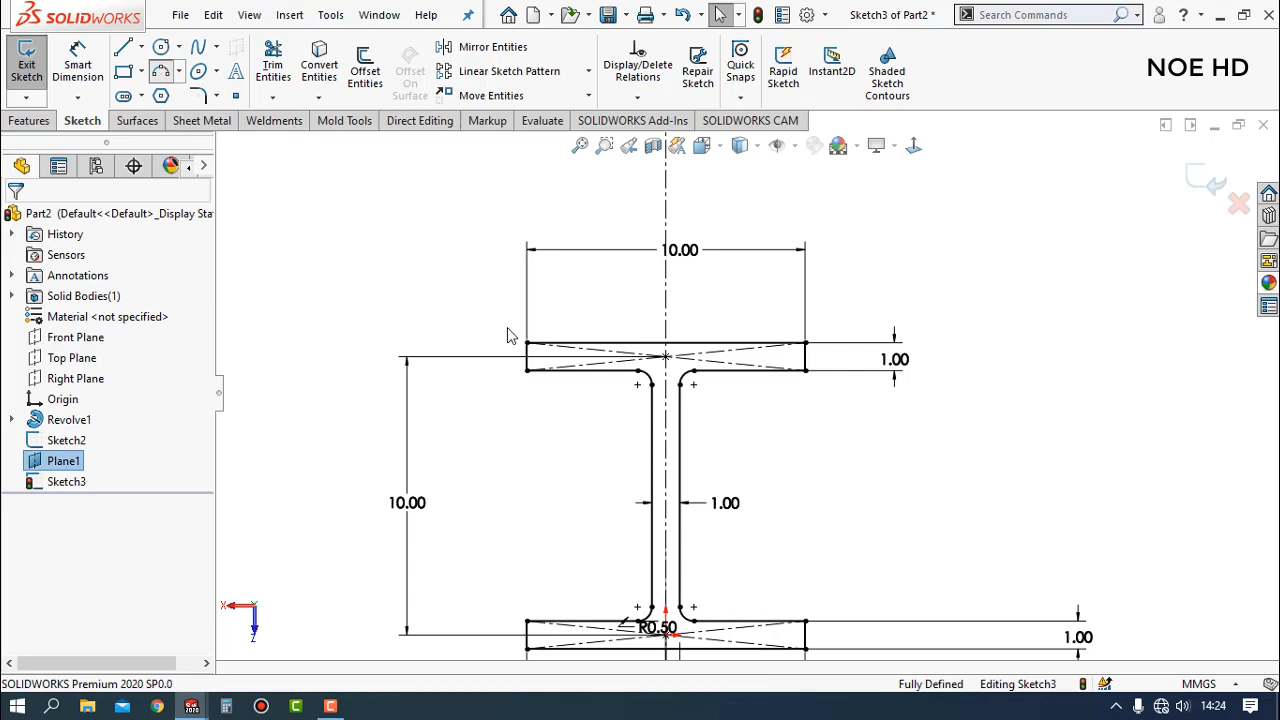 SOLIDWORKS File Edit View Insert Tools Window Help Sketch3 of Part2 * Search Commands ?
Exit Sketch Smart Dimension Trim Entities Convert Entities Offset Entities Offset On Surface Mirror Entities Linear Sketch Pattern Move Entities Display/Delete Relations Repair Sketch Quick Snaps Rapid Sketch Instant2D Shaded Sketch Contours NOE HD
Features Sketch Surfaces Sheet Metal Weldments Mold Tools Direct Editing Markup Evaluate SOLIDWORKS Add-Ins SOLIDWORKS CAM
Part2 (Default<<Default>_Display Sta
History
Sensors
Annotations
Solid Bodies(1)
Material <not specified>
Front Plane
Top Plane
Right Plane
Origin
Revolve1
Sketch2
Plane1
Sketch3
10.00
1.00
10.00
1.00
R0.50
1.00
X
Z
SOLIDWORKS Premium 2020 SP0.0 Fully Defined Editing Sketch3 MMGS
14:24